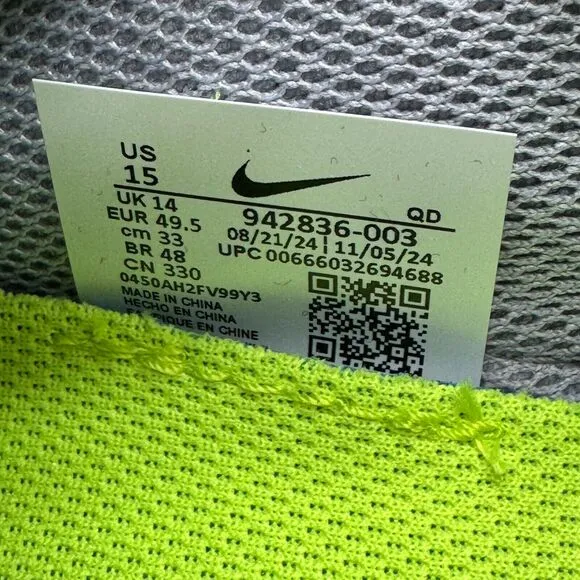 US
15
UK 14
EUR 49.5
cm 33
BR 48
CN 330
0450AH2FV99Y3
MADE IN CHINA
HECHO EN CHINA
FABRIQUE EN CHINE
QD
942836-003
08/21/24 | 11/05/24
UPC 00666032694688